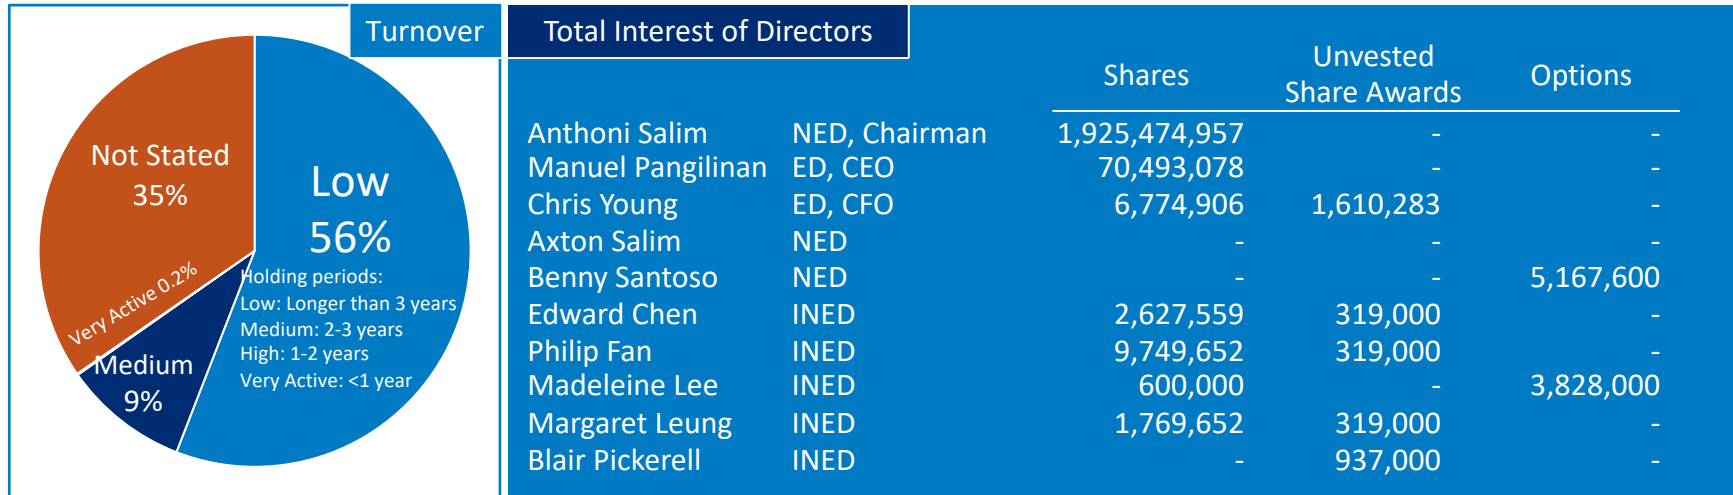 Turnover
Not Stated
35%
Low
56%
Holding periods:
Low: Longer than 3 years
Medium: 2-3 years
High: 1-2 years
Very Active: <1 year
Very Active 0.2%
Medium
9%
Total Interest of Directors
Shares Unvested Share Awards Options
Anthoni Salim NED, Chairman 1,925,474,957 - -
Manuel Pangilinan ED, CEO 70,493,078 - -
Chris Young ED, CFO 6,774,906 1,610,283 -
Axton Salim NED - - -
Benny Santoso NED - - 5,167,600
Edward Chen INED 2,627,559 319,000 -
Philip Fan INED 9,749,652 319,000 -
Madeleine Lee INED 600,000 - 3,828,000
Margaret Leung INED 1,769,652 319,000 -
Blair Pickerell INED - 937,000 -